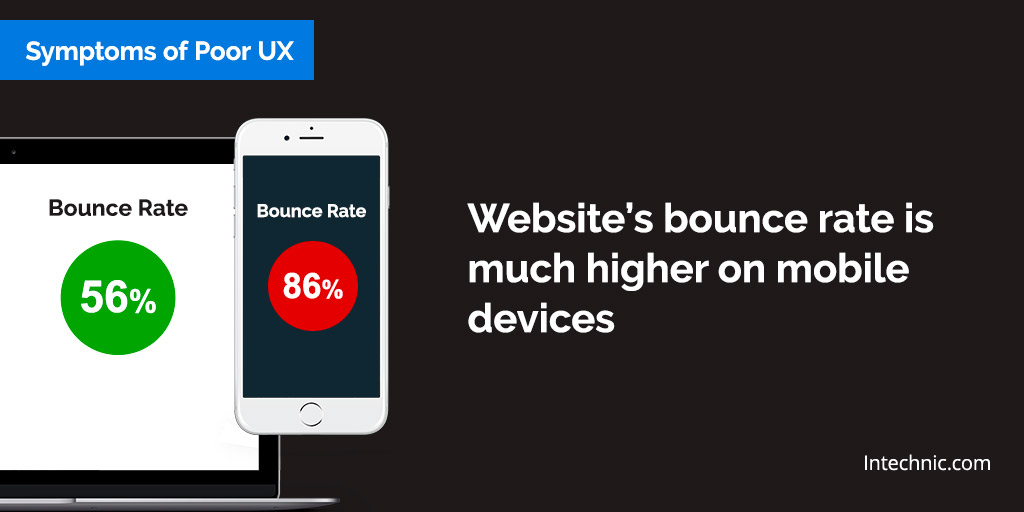 Symptoms of Poor UX
Bounce Rate
56%
Bounce Rate
86%
Website’s bounce rate is
much higher on mobile
devices
Intechnic.com